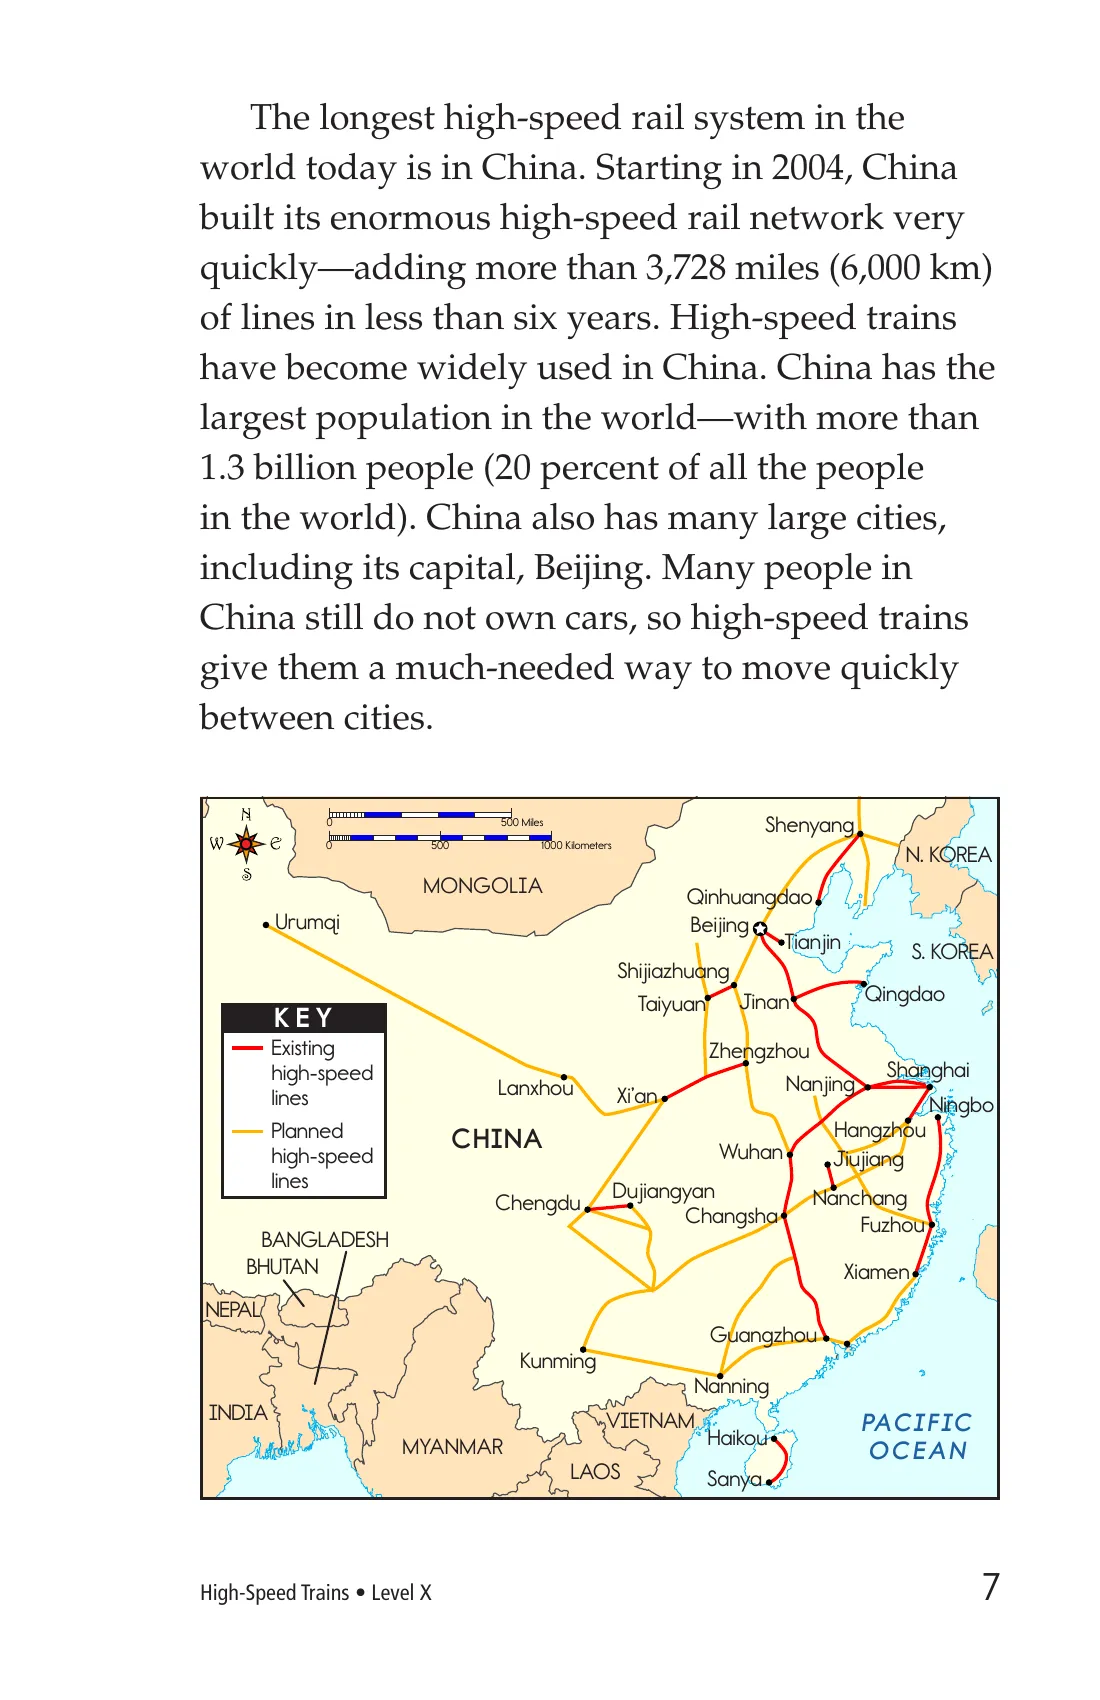 The longest high-speed rail system in the
world today is in China. Starting in 2004, China
built its enormous high-speed rail network very
quickly—adding more than 3,728 miles (6,000 km)
of lines in less than six years. High-speed trains
have become widely used in China. China has the
largest population in the world—with more than
1.3 billion people (20 percent of all the people
in the world). China also has many large cities,
including its capital, Beijing. Many people in
China still do not own cars, so high-speed trains
give them a much-needed way to move quickly
between cities.
N
W E
S
0 500 Miles
0 500 1000 Kilometers
MONGOLIA
Shenyang
N. KOREA
Qinhuangdao
Urumqi
Beijing
Tianjin
S. KOREA
Shijiazhuang
Taiyuan
Jinan
Qingdao
KEY
Existing
high-speed
lines
Planned
high-speed
lines
Zhengzhou
Shanghai
Lanxhou
Xi'an
Nanjing
Ningbo
CHINA
Hangzhou
Wuhan
Jiujiang
Chengdu
Dujiangyan
Nanchang
Changsha
Fuzhou
BANGLADESH
BHUTAN
Xiamen
NEPAL
Guangzhou
Kunming
Nanning
INDIA
VIETNAM
PACIFIC
OCEAN
MYANMAR
Haikou
LAOS
Sanya
High-Speed Trains • Level X
7